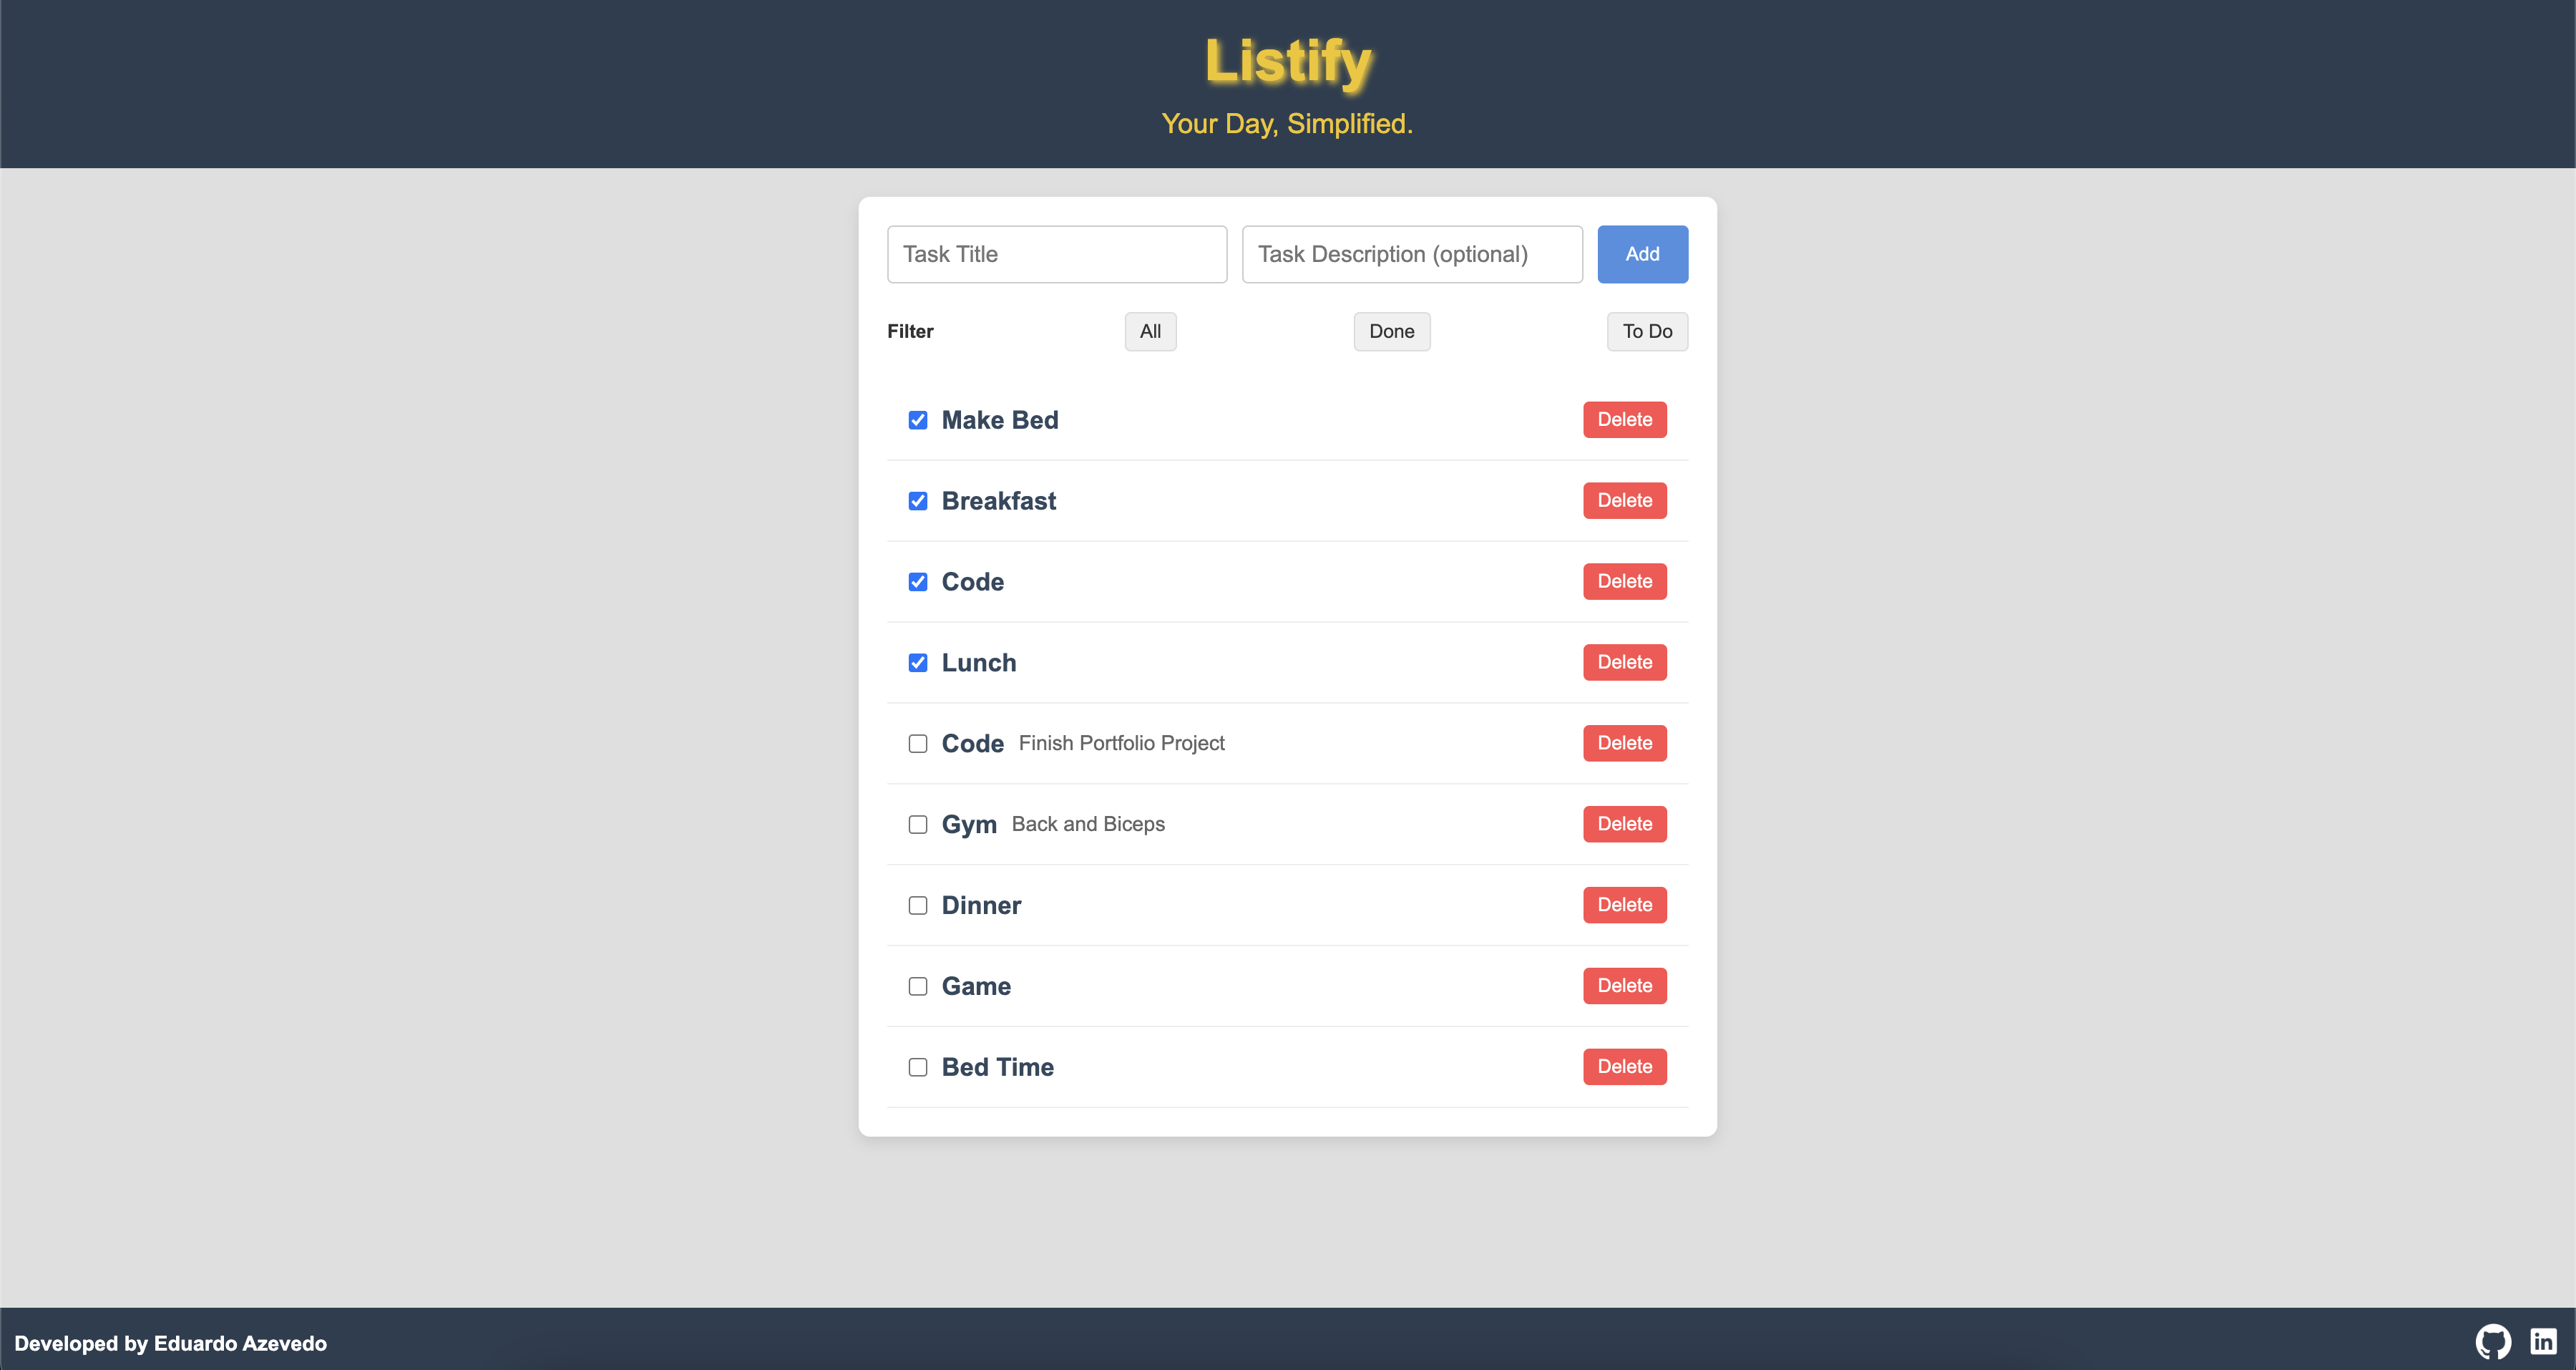 Listify
Your Day, Simplified.
Task Title Task Description (optional) Add
Filter All Done To Do
Make Bed Delete
Breakfast Delete
Code Delete
Lunch Delete
Code Finish Portfolio Project Delete
Gym Back and Biceps Delete
Dinner Delete
Game Delete
Bed Time Delete
Developed by Eduardo Azevedo in